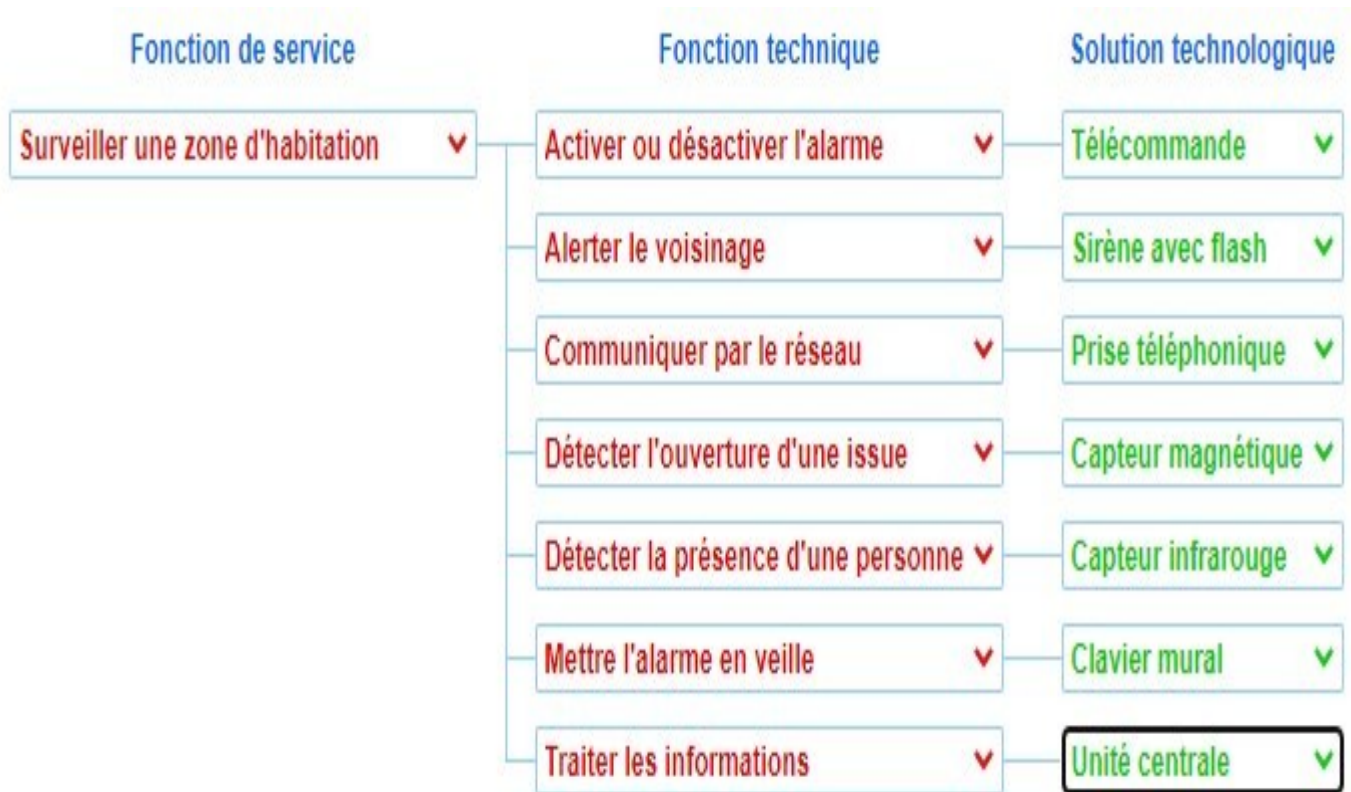 Fonction de service Fonction technique Solution technologique
Surveiller une zone d'habitation Activer ou désactiver l'alarme Télécommande
Alerter le voisinage Sirène avec flash
Communiquer par le réseau Prise téléphonique
Détecter l'ouverture d'une issue Capteur magnétique
Détecter la présence d'une personne Capteur infrarouge
Mettre l'alarme en veille Clavier mural
Traiter les informations Unité centrale